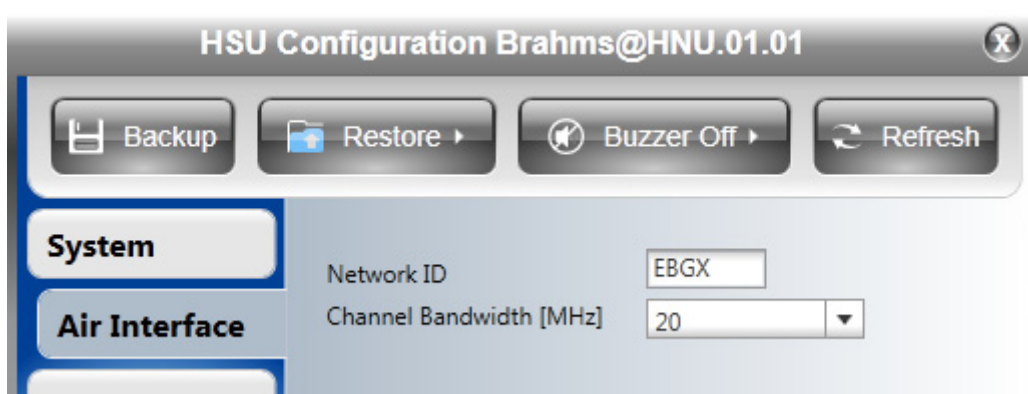 HSU Configuration Brahms@HNU.01.01
Backup Restore Buzzer Off Refresh
System
Network ID EBGX
Air Interface
Channel Bandwidth [MHz] 20